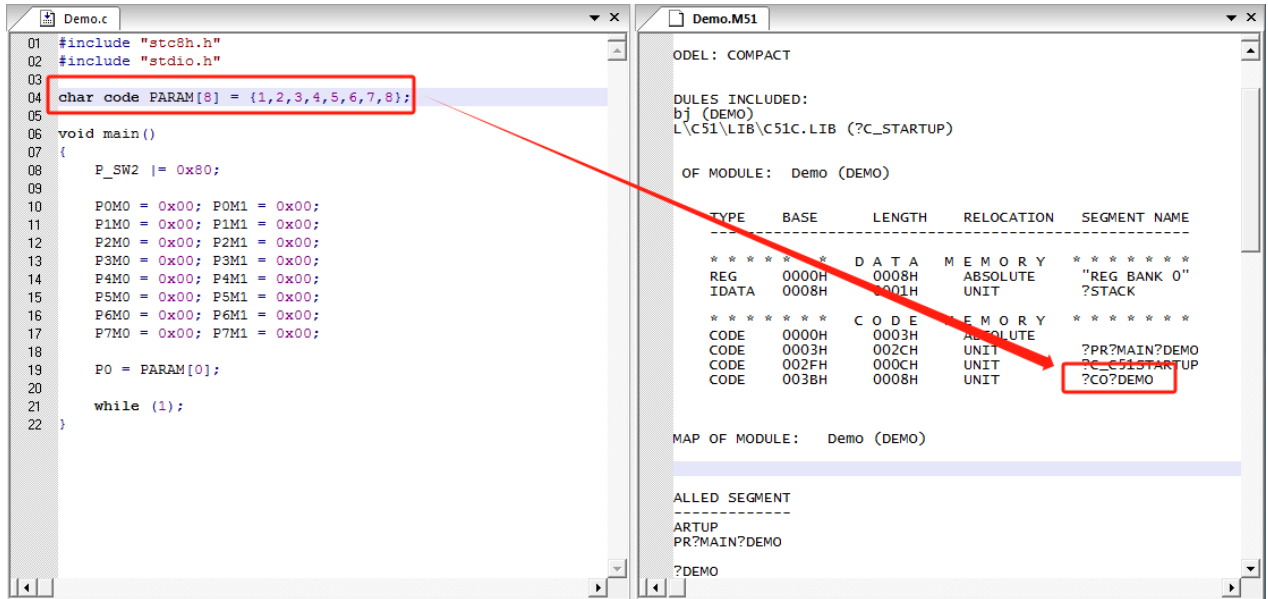 Demo.c
01 #include "stc8h.h"
02 #include "stdio.h"
03
04 char code PARAM[8] = {1,2,3,4,5,6,7,8};
05
06 void main()
07 {
08     P_SW2 |= 0x80;
09
10     P0M0 = 0x00; P0M1 = 0x00;
11     P1M0 = 0x00; P1M1 = 0x00;
12     P2M0 = 0x00; P2M1 = 0x00;
13     P3M0 = 0x00; P3M1 = 0x00;
14     P4M0 = 0x00; P4M1 = 0x00;
15     P5M0 = 0x00; P5M1 = 0x00;
16     P6M0 = 0x00; P6M1 = 0x00;
17     P7M0 = 0x00; P7M1 = 0x00;
18
19     P0 = PARAM[0];
20
21     while (1);
22 }
Demo.M51
ODEL: COMPACT
DULES INCLUDED:
bj (DEMO)
L\C51\LIB\C51C.LIB (?C_STARTUP)
OF MODULE:  Demo (DEMO)
TYPE    BASE      LENGTH    RELOCATION   SEGMENT NAME
-----------------------------------------------------
* * * * * * *   D A T A   M E M O R Y   * * * * * * *
REG     0000H     0008H     ABSOLUTE     "REG BANK 0"
IDATA   0008H     0001H     UNIT         ?STACK
* * * * * * *   C O D E   M E M O R Y   * * * * * * *
CODE    0000H     0003H     ABSOLUTE
CODE    0003H     002CH     UNIT         ?PR?MAIN?DEMO
CODE    002FH     000CH     UNIT         ?C_C51STARTUP
CODE    003BH     0008H     UNIT         ?CO?DEMO
MAP OF MODULE:   Demo (DEMO)
ALLED SEGMENT
-------------
ARTUP
PR?MAIN?DEMO
?DEMO